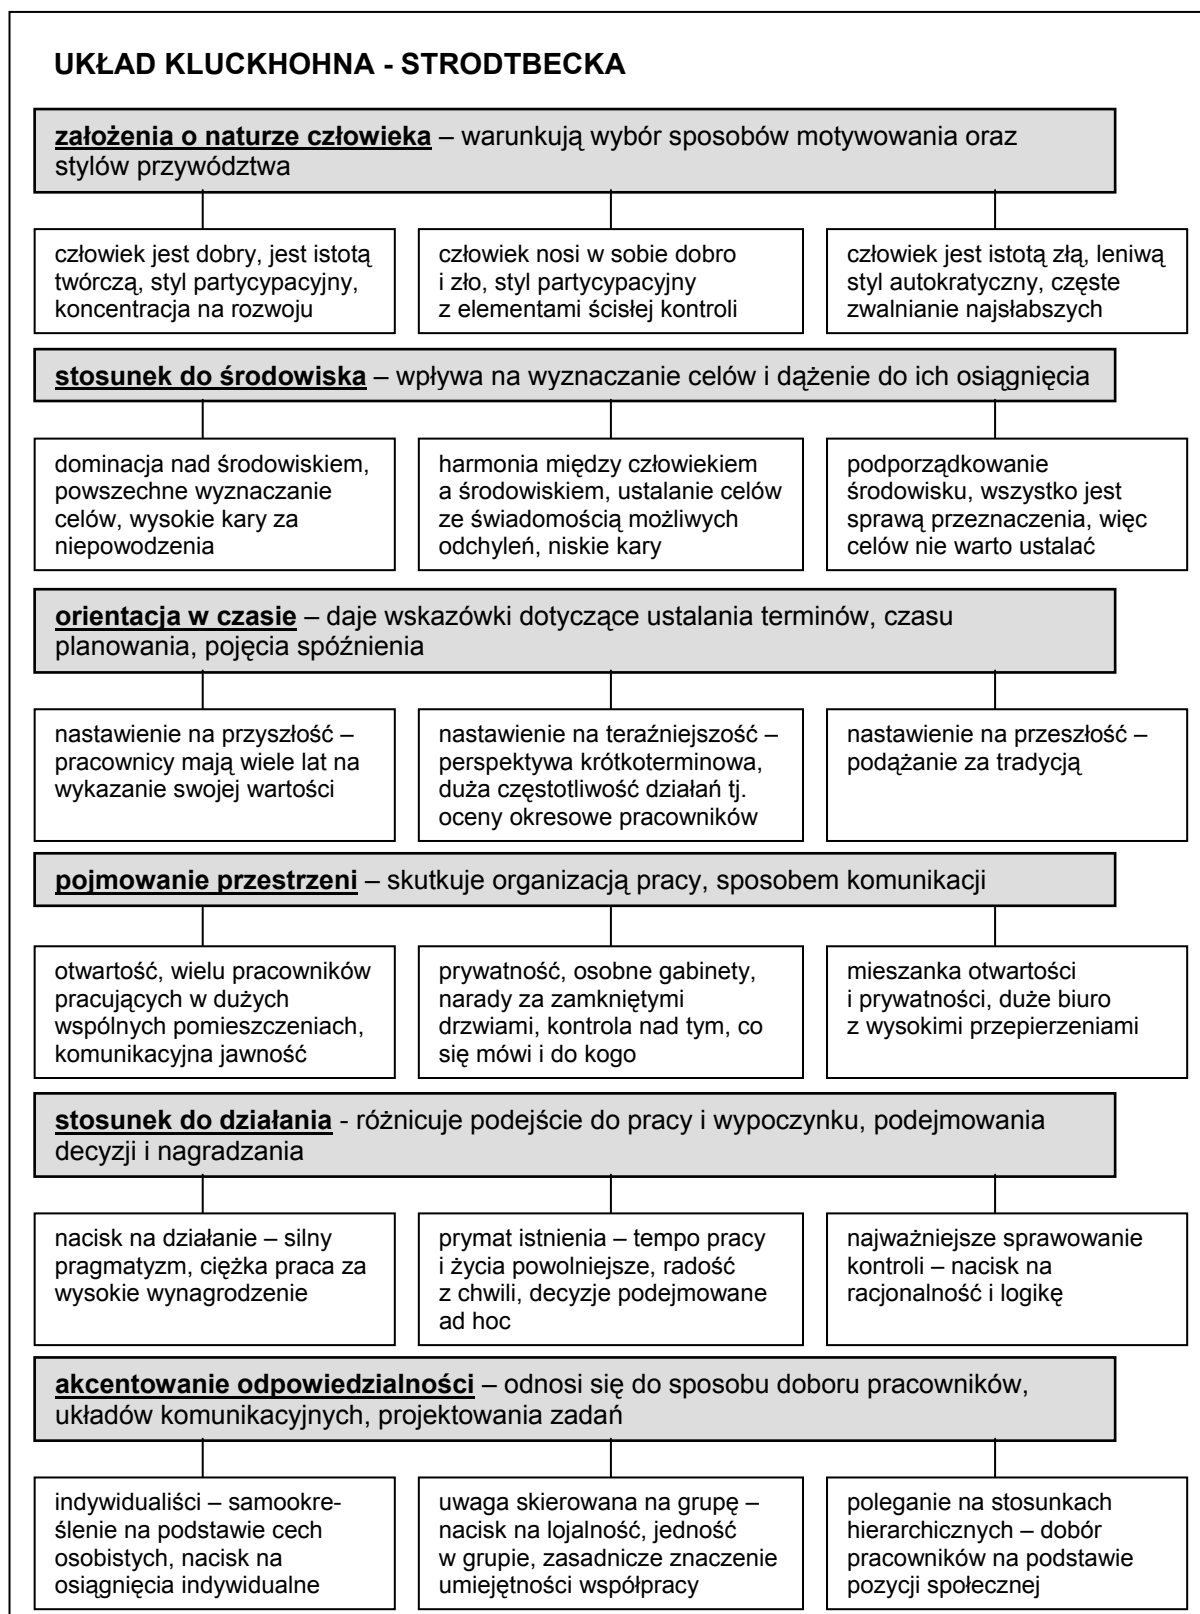 UKŁAD KLUCKHOHNA - STRODTBECKA
założenia o naturze człowieka – warunkują wybór sposobów motywowania oraz
stylów przywództwa
człowiek jest dobry, jest istotą
twórczą, styl partycypacyjny,
koncentracja na rozwoju
człowiek nosi w sobie dobro
i zło, styl partycypacyjny
z elementami ścisłej kontroli
człowiek jest istotą złą, leniwą
styl autokratyczny, częste
zwalnianie najsłabszych
stosunek do środowiska – wpływa na wyznaczanie celów i dążenie do ich osiągnięcia
dominacja nad środowiskiem,
powszechne wyznaczanie
celów, wysokie kary za
niepowodzenia
harmonia między człowiekiem
a środowiskiem, ustalanie celów
ze świadomością możliwych
odchyleń, niskie kary
podporządkowanie
środowisku, wszystko jest
sprawą przeznaczenia, więc
celów nie warto ustalać
orientacja w czasie – daje wskazówki dotyczące ustalania terminów, czasu
planowania, pojęcia spóźnienia
nastawienie na przyszłość –
pracownicy mają wiele lat na
wykazanie swojej wartości
nastawienie na teraźniejszość –
perspektywa krótkoterminowa,
duża częstotliwość działań tj.
oceny okresowe pracowników
nastawienie na przeszłość –
podążanie za tradycją
pojmowanie przestrzeni – skutkuje organizacją pracy, sposobem komunikacji
otwartość, wielu pracowników
pracujących w dużych
wspólnych pomieszczeniach,
komunikacyjna jawność
prywatność, osobne gabinety,
narady za zamkniętymi
drzwiami, kontrola nad tym, co
się mówi i do kogo
mieszanka otwartości
i prywatności, duże biuro
z wysokimi przepierzeniami
stosunek do działania - różnicuje podejście do pracy i wypoczynku, podejmowania
decyzji i nagradzania
nacisk na działanie – silny
pragmatyzm, ciężka praca za
wysokie wynagrodzenie
prymat istnienia – tempo pracy
i życia powolniejsze, radość
z chwili, decyzje podejmowane
ad hoc
najważniejsze sprawowanie
kontroli – nacisk na
racjonalność i logikę
akcentowanie odpowiedzialności – odnosi się do sposobu doboru pracowników,
układów komunikacyjnych, projektowania zadań
indywidualiści – samookre-
ślenie na podstawie cech
osobistych, nacisk na
osiągnięcia indywidualne
uwaga skierowana na grupę –
nacisk na lojalność, jedność
w grupie, zasadnicze znaczenie
umiejętności współpracy
poleganie na stosunkach
hierarchicznych – dobór
pracowników na podstawie
pozycji społecznej